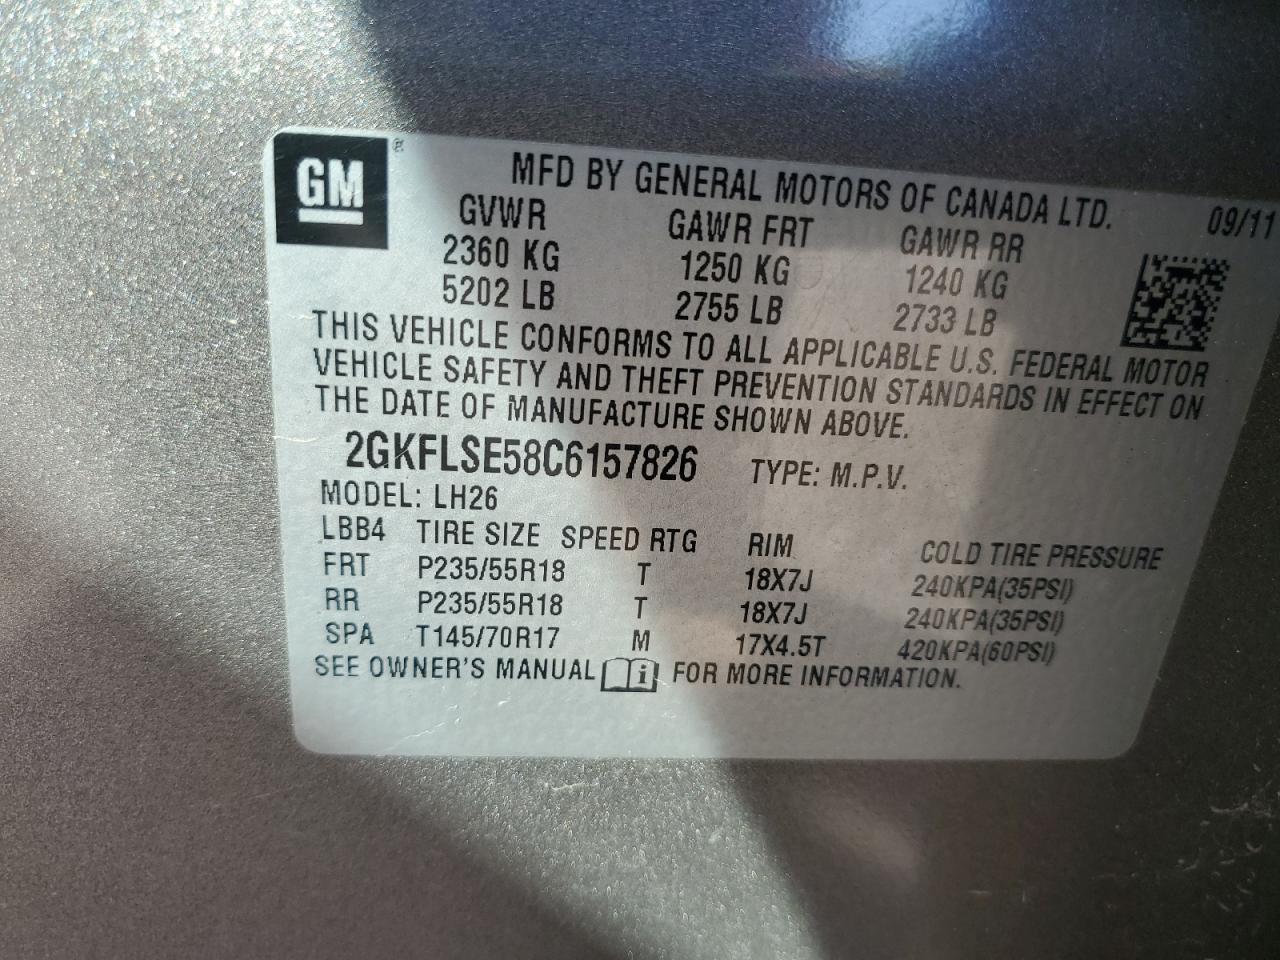 GM ®
MFD BY GENERAL MOTORS OF CANADA LTD. 09/11
GVWR GAWR FRT GAWR RR
2360 KG 1250 KG 1240 KG
5202 LB 2755 LB 2733 LB
THIS VEHICLE CONFORMS TO ALL APPLICABLE U.S. FEDERAL MOTOR
VEHICLE SAFETY AND THEFT PREVENTION STANDARDS IN EFFECT ON
THE DATE OF MANUFACTURE SHOWN ABOVE.
2GKFLSE58C6157826 TYPE: M.P.V.
MODEL: LH26
LBB4 TIRE SIZE SPEED RTG RIM COLD TIRE PRESSURE
FRT P235/55R18 T 18X7J 240KPA(35PSI)
RR P235/55R18 T 18X7J 240KPA(35PSI)
SPA T145/70R17 M 17X4.5T 420KPA(60PSI)
SEE OWNER'S MANUAL i FOR MORE INFORMATION.